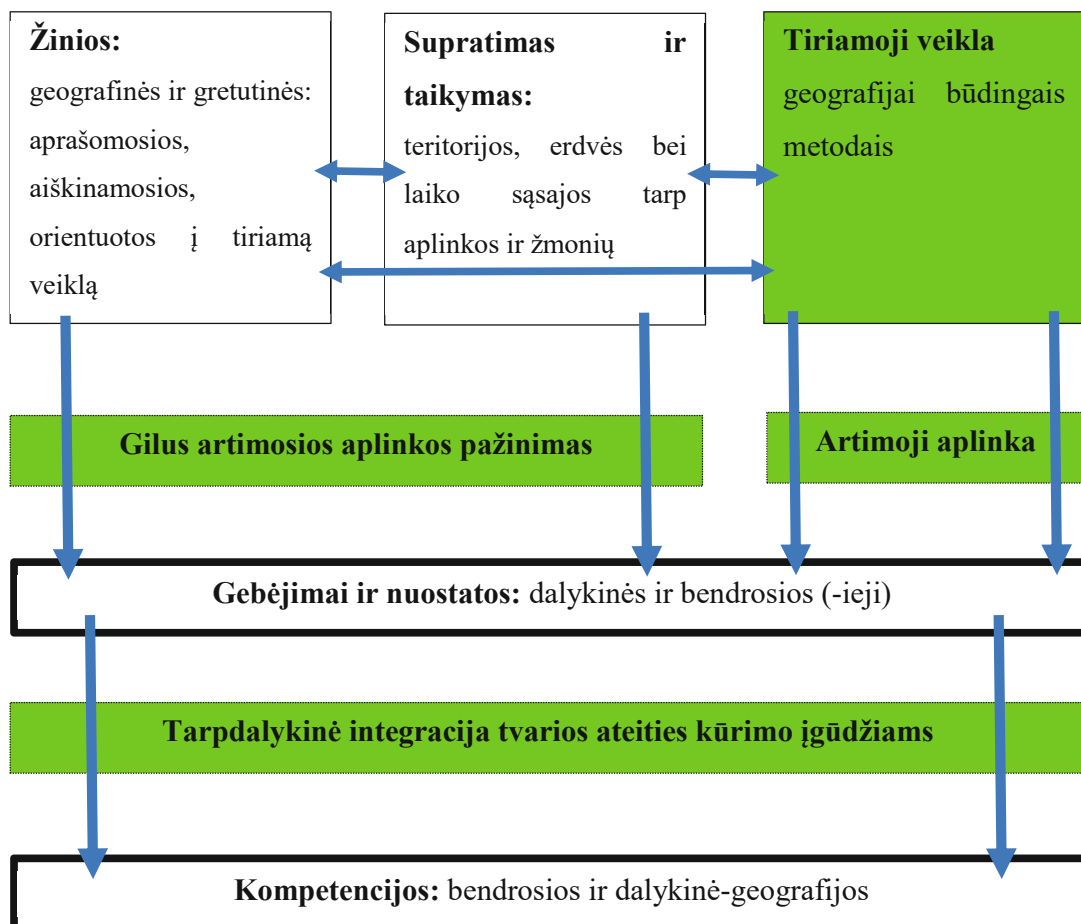 Žinios:
geografinės ir gretutinės:
aprašomosios,
aiškinamosios,
orientuotos į tiriamą
veiklą
Supratimas ir
taikymas:
teritorijos, erdvės bei
laiko sąsajos tarp
aplinkos ir žmonių
Tiriamoji veikla
geografijai būdingais
metodais
Gilus artimosios aplinkos pažinimas
Artimoji aplinka
Gebėjimai ir nuostatos: dalykinės ir bendrosios (-ieji)
Tarpdalykinė integracija tvarios ateities kūrimo įgūdžiams
Kompetencijos: bendrosios ir dalykinė-geografijos